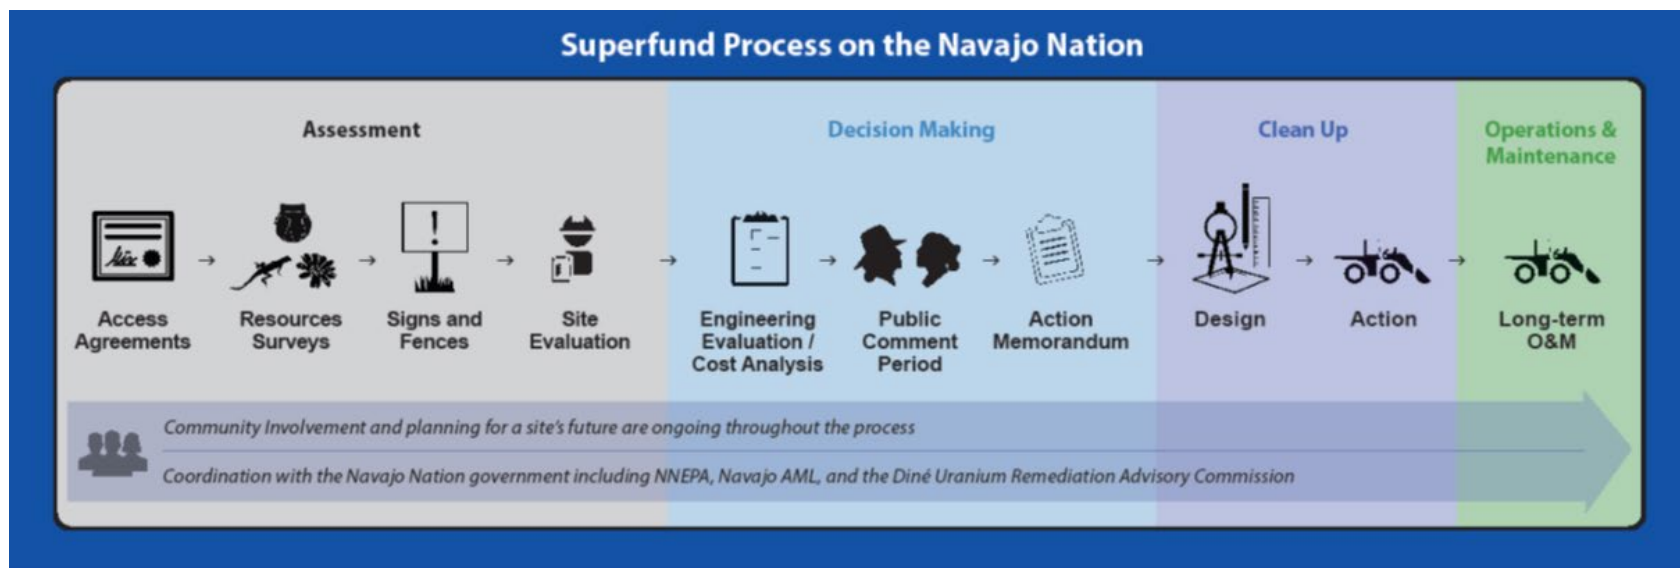 Superfund Process on the Navajo Nation
Assessment
Decision Making
Clean Up
Operations &
Maintenance
!
Access
Agreements
Resources
Surveys
Signs and
Fences
Site
Evaluation
Engineering
Evaluation /
Cost Analysis
Public
Comment
Period
Action
Memorandum
Design
Action
Long-term
O&M
Community Involvement and planning for a site's future are ongoing throughout the process
Coordination with the Navajo Nation government including NNEPA, Navajo AML, and the Diné Uranium Remediation Advisory Commission